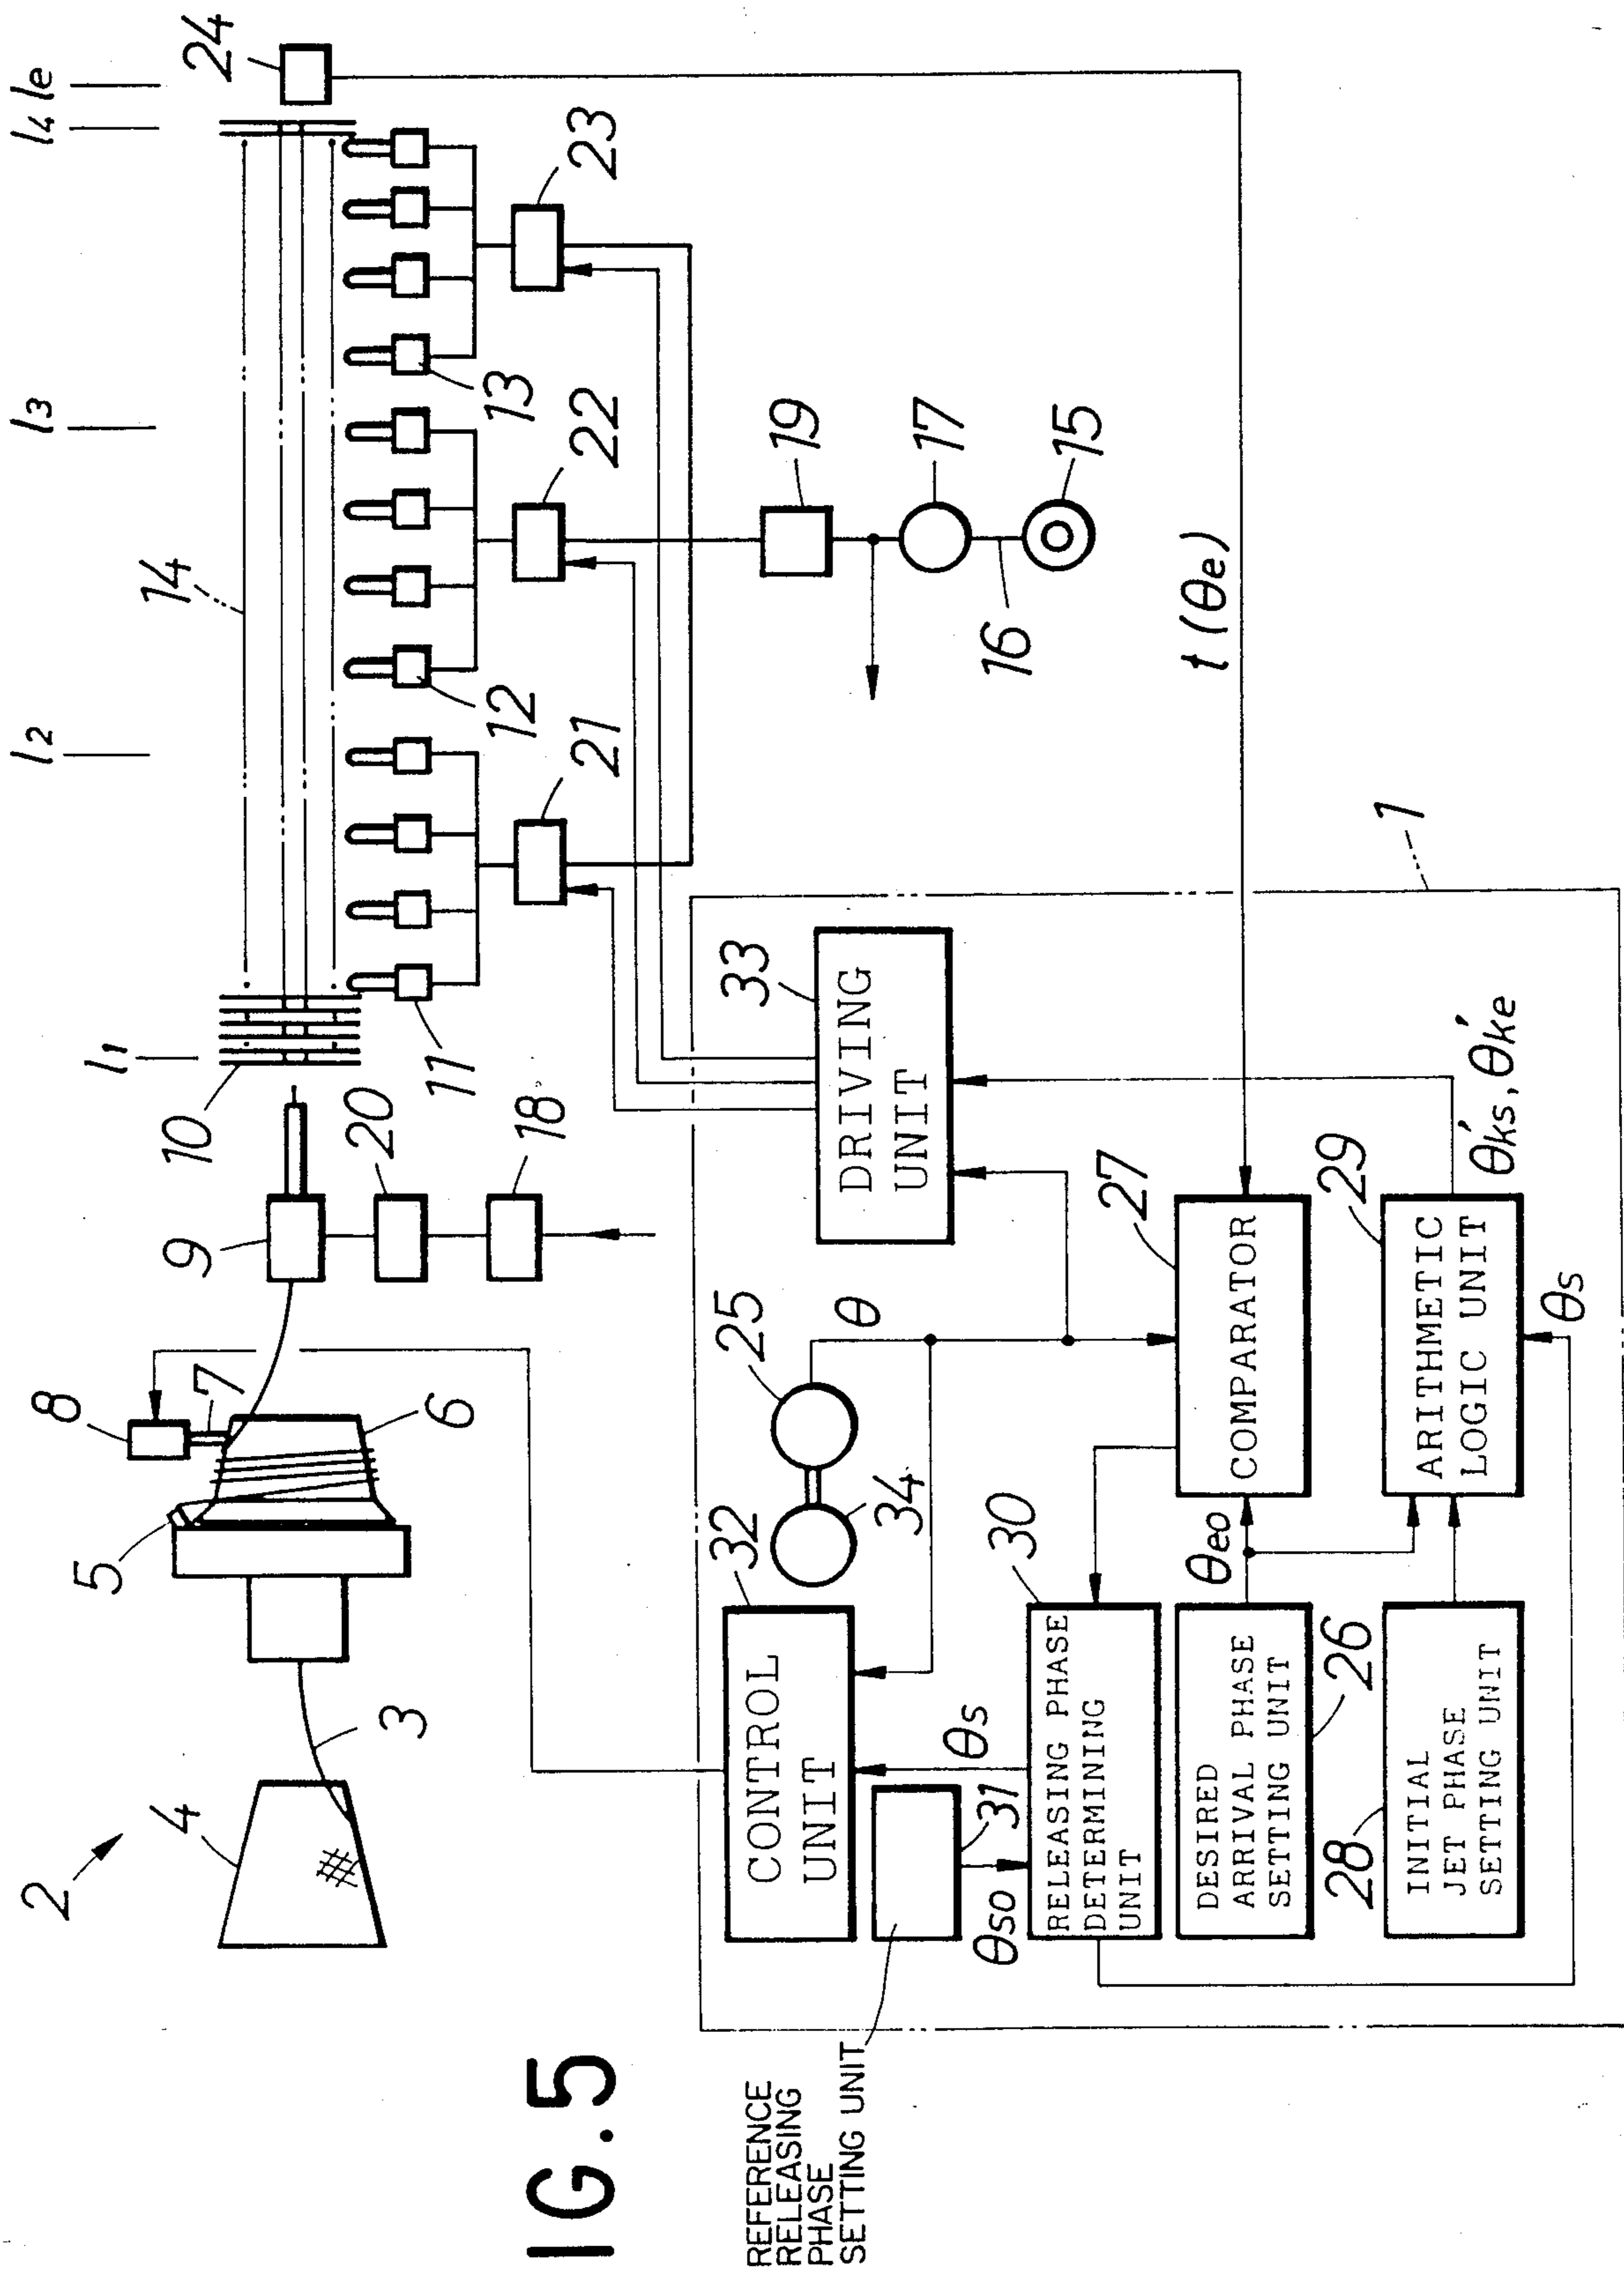 l1
l2
l3
l4
le
2
4
3
5
8
7
6
9
10
20
18
11
14
12
13
21
22
23
24
19
17
16
15
t(θe)
1
32
CONTROL
UNIT
34
25
θ
33
DRIVING
UNIT
θs
31
θso
30
RELEASING PHASE
DETERMINING
UNIT
27
COMPARATOR
θeo
DESIRED
ARRIVAL PHASE
SETTING UNIT
26
28
INITIAL
JET PHASE
SETTING UNIT
29
ARITHMETIC
LOGIC UNIT
θs
θ'ks, θ'ke
REFERENCE
RELEASING
PHASE
SETTING UNIT
IG.5